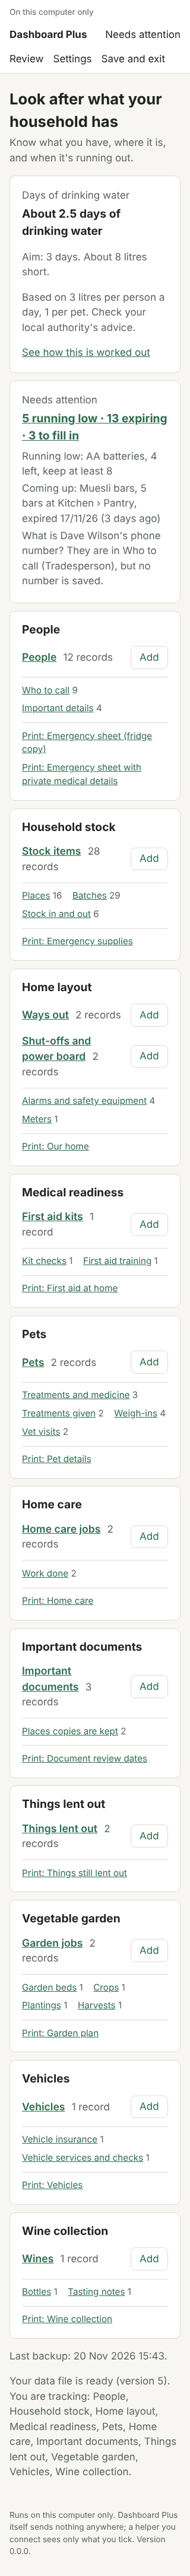 On this computer only
Dashboard Plus Needs attention
Review Settings Save and exit
Look after what your
household has
Know what you have, where it is,
and when it's running out.
Days of drinking water
About 2.5 days of
drinking water
Aim: 3 days. About 8 litres
short.
Based on 3 litres per person a
day, 1 per pet. Check your
local authority's advice.
See how this is worked out
Needs attention
5 running low · 13 expiring
· 3 to fill in
Running low: AA batteries, 4
left, keep at least 8
Coming up: Muesli bars, 5
bars at Kitchen › Pantry,
expired 17/11/26 (3 days ago)
What is Dave Wilson's phone
number? They are in Who to
call (Tradesperson), but no
number is saved.
People
People 12 records Add
Who to call 9
Important details 4
Print: Emergency sheet (fridge
copy)
Print: Emergency sheet with
private medical details
Household stock
Stock items 28
records Add
Places 16 Batches 29
Stock in and out 6
Print: Emergency supplies
Home layout
Ways out 2 records Add
Shut-offs and
power board 2
records Add
Alarms and safety equipment 4
Meters 1
Print: Our home
Medical readiness
First aid kits 1
record Add
Kit checks 1 First aid training 1
Print: First aid at home
Pets
Pets 2 records Add
Treatments and medicine 3
Treatments given 2 Weigh-ins 4
Vet visits 2
Print: Pet details
Home care
Home care jobs 2
records Add
Work done 2
Print: Home care
Important documents
Important
documents 3
records Add
Places copies are kept 2
Print: Document review dates
Things lent out
Things lent out 2
records Add
Print: Things still lent out
Vegetable garden
Garden jobs 2
records Add
Garden beds 1 Crops 1
Plantings 1 Harvests 1
Print: Garden plan
Vehicles
Vehicles 1 record Add
Vehicle insurance 1
Vehicle services and checks 1
Print: Vehicles
Wine collection
Wines 1 record Add
Bottles 1 Tasting notes 1
Print: Wine collection
Last backup: 20 Nov 2026 15:43.
Your data file is ready (version 5).
You are tracking: People,
Household stock, Home layout,
Medical readiness, Pets, Home
care, Important documents, Things
lent out, Vegetable garden,
Vehicles, Wine collection.
Runs on this computer only. Dashboard Plus
itself sends nothing anywhere; a helper you
connect sees only what you tick. Version
0.0.0.